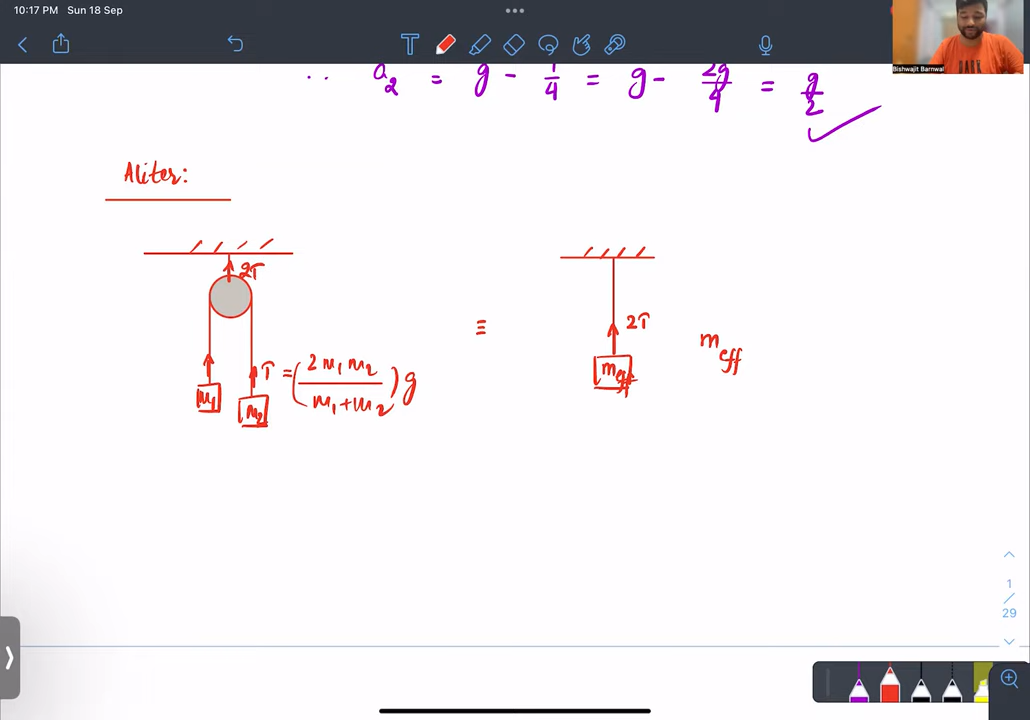 10:17 PM Sun 18 Sep
Bishwajit Barnwal
∴ a₂ = g - T/4 = g - 2g/4 = g/2 ✓
Aliter:
2T
T = (2m₁m₂/m₁+m₂)g
m₁
m₂
≡
2T
m_eff
m_eff
1
/
29